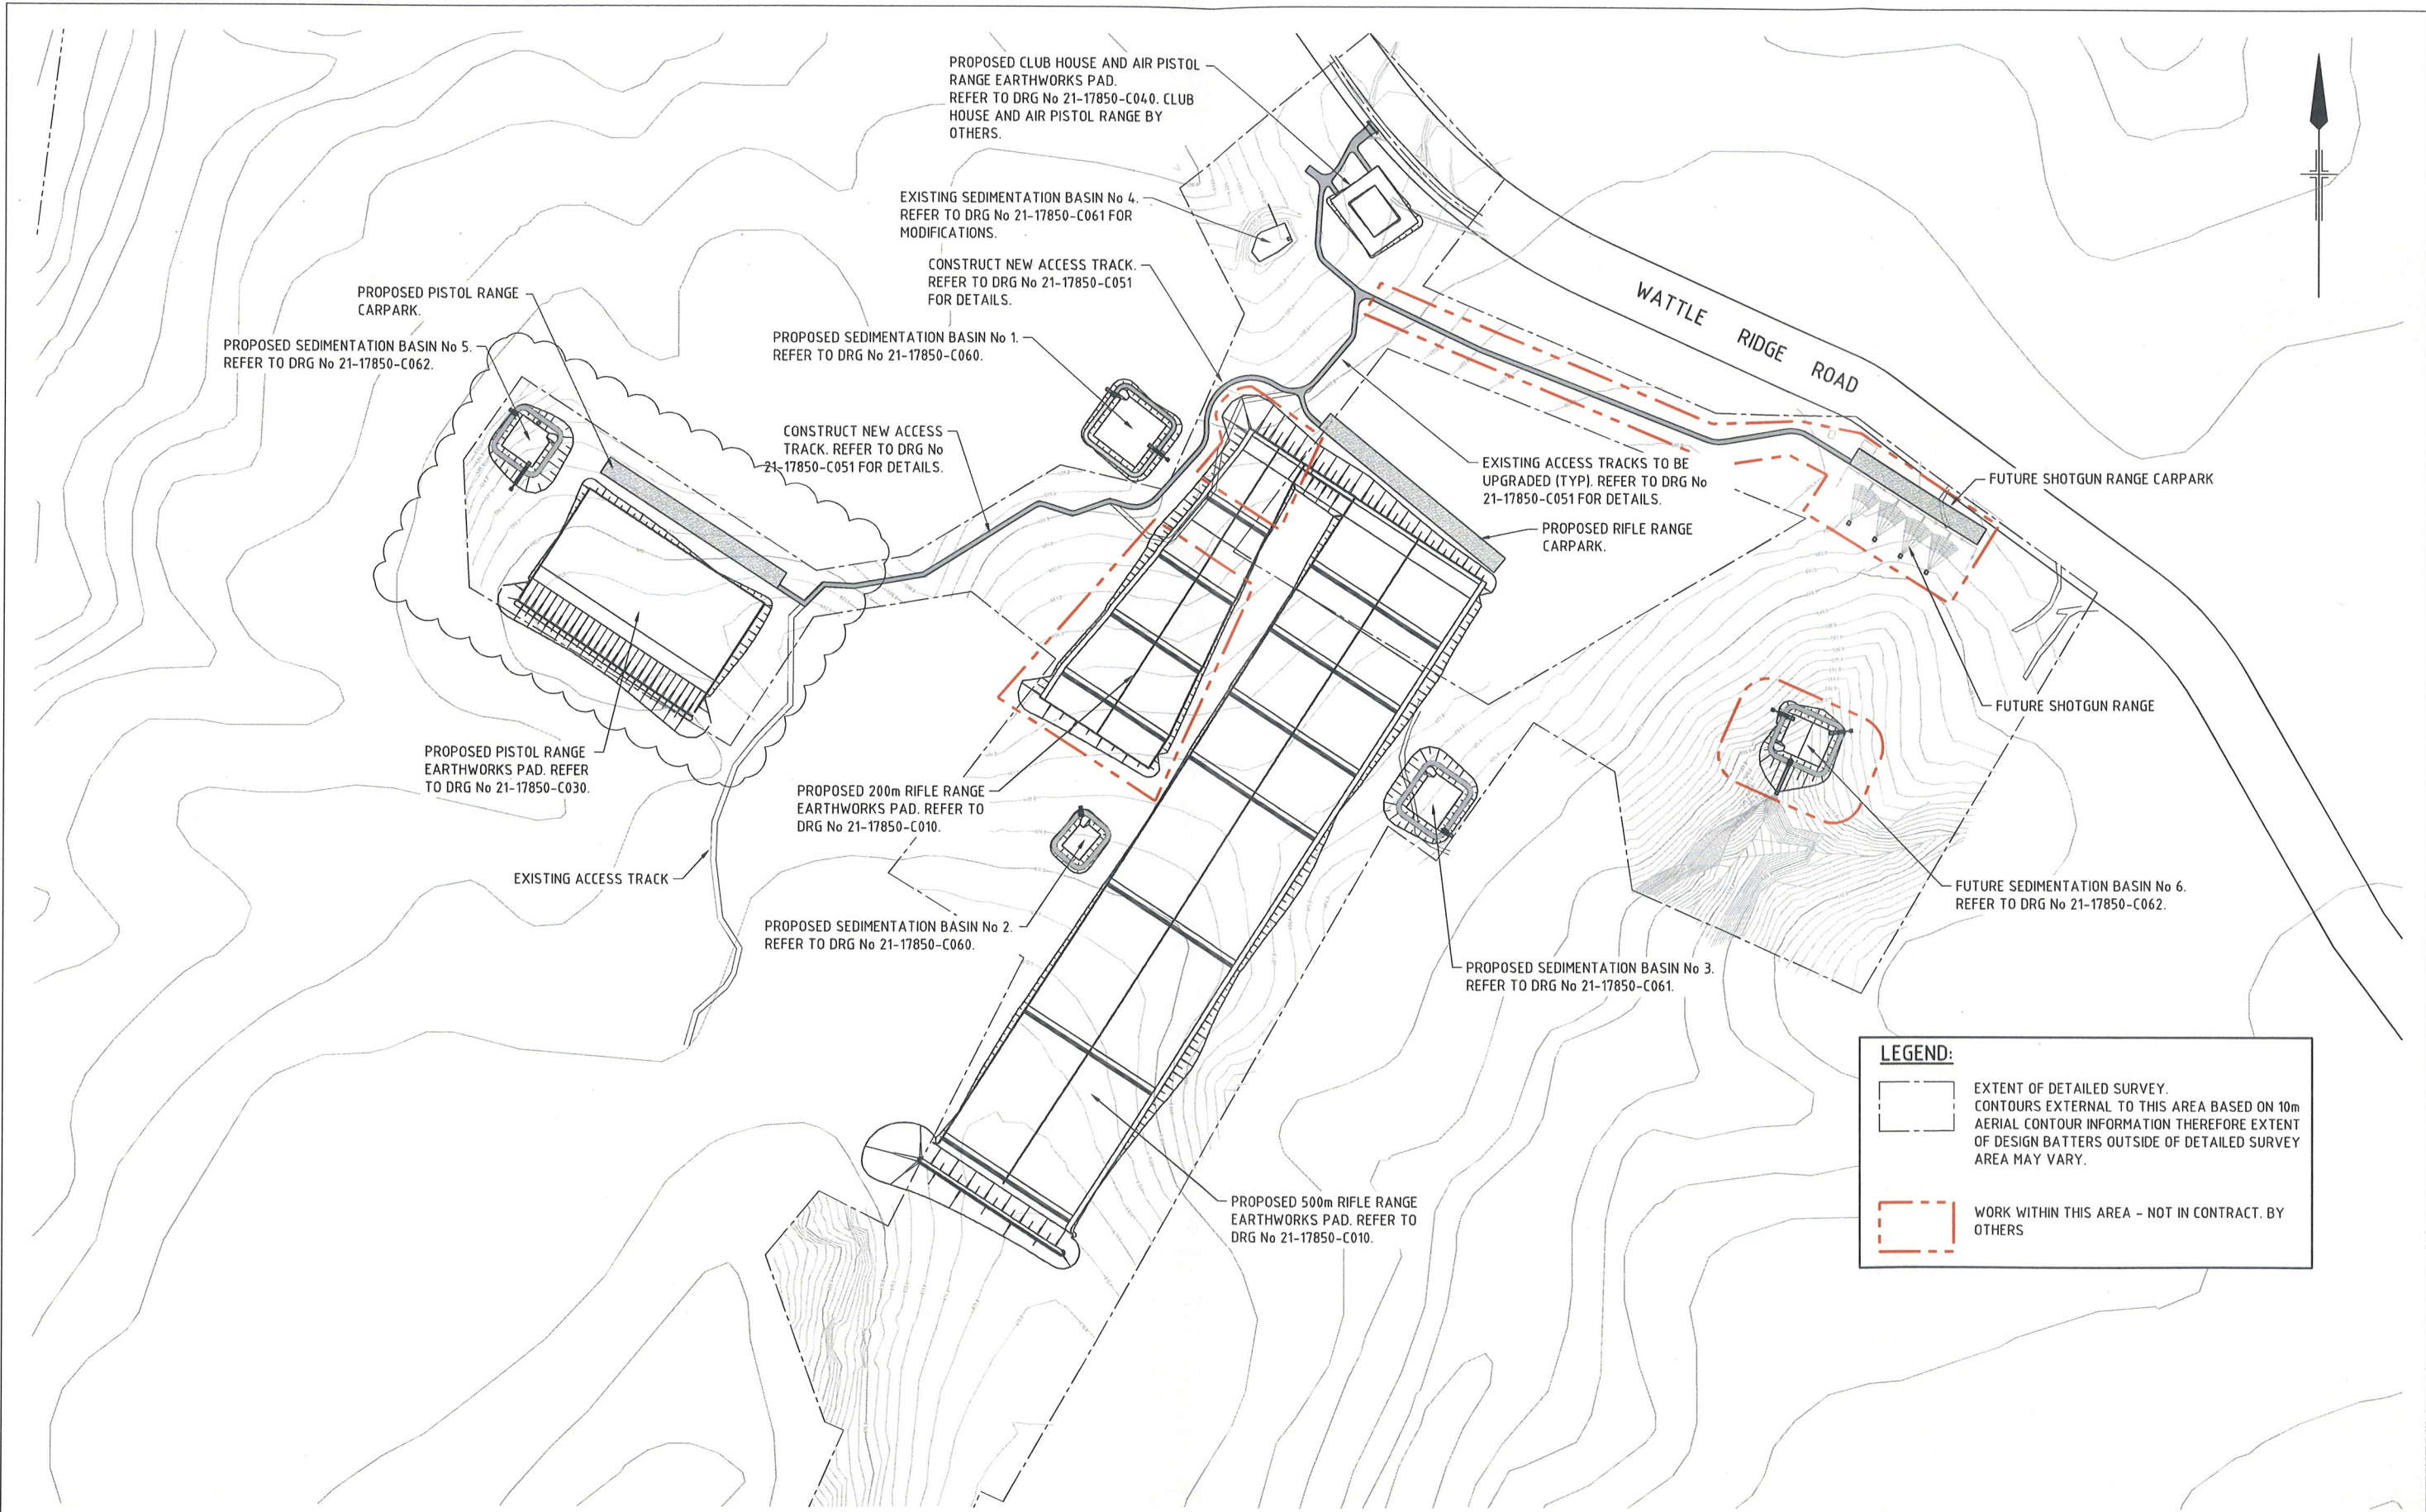 PROPOSED CLUB HOUSE AND AIR PISTOL
RANGE EARTHWORKS PAD.
REFER TO DRG No 21-17850-C040. CLUB
HOUSE AND AIR PISTOL RANGE BY
OTHERS.
EXISTING SEDIMENTATION BASIN No 4.
REFER TO DRG No 21-17850-C061 FOR
MODIFICATIONS.
CONSTRUCT NEW ACCESS TRACK.
REFER TO DRG No 21-17850-C051
FOR DETAILS.
PROPOSED PISTOL RANGE
CARPARK.
PROPOSED SEDIMENTATION BASIN No 5.
REFER TO DRG No 21-17850-C062.
PROPOSED SEDIMENTATION BASIN No 1.
REFER TO DRG No 21-17850-C060.
WATTLE RIDGE ROAD
CONSTRUCT NEW ACCESS
TRACK. REFER TO DRG No
21-17850-C051 FOR DETAILS.
EXISTING ACCESS TRACKS TO BE
UPGRADED (TYP). REFER TO DRG No
21-17850-C051 FOR DETAILS.
FUTURE SHOTGUN RANGE CARPARK
PROPOSED RIFLE RANGE
CARPARK.
FUTURE SHOTGUN RANGE
PROPOSED PISTOL RANGE
EARTHWORKS PAD. REFER
TO DRG No 21-17850-C030.
PROPOSED 200m RIFLE RANGE
EARTHWORKS PAD. REFER TO
DRG No 21-17850-C010.
EXISTING ACCESS TRACK
FUTURE SEDIMENTATION BASIN No 6.
REFER TO DRG No 21-17850-C062.
PROPOSED SEDIMENTATION BASIN No 2.
REFER TO DRG No 21-17850-C060.
PROPOSED SEDIMENTATION BASIN No 3.
REFER TO DRG No 21-17850-C061.
PROPOSED 500m RIFLE RANGE
EARTHWORKS PAD. REFER TO
DRG No 21-17850-C010.
LEGEND:
EXTENT OF DETAILED SURVEY.
CONTOURS EXTERNAL TO THIS AREA BASED ON 10m
AERIAL CONTOUR INFORMATION THEREFORE EXTENT
OF DESIGN BATTERS OUTSIDE OF DETAILED SURVEY
AREA MAY VARY.
WORK WITHIN THIS AREA - NOT IN CONTRACT. BY
OTHERS